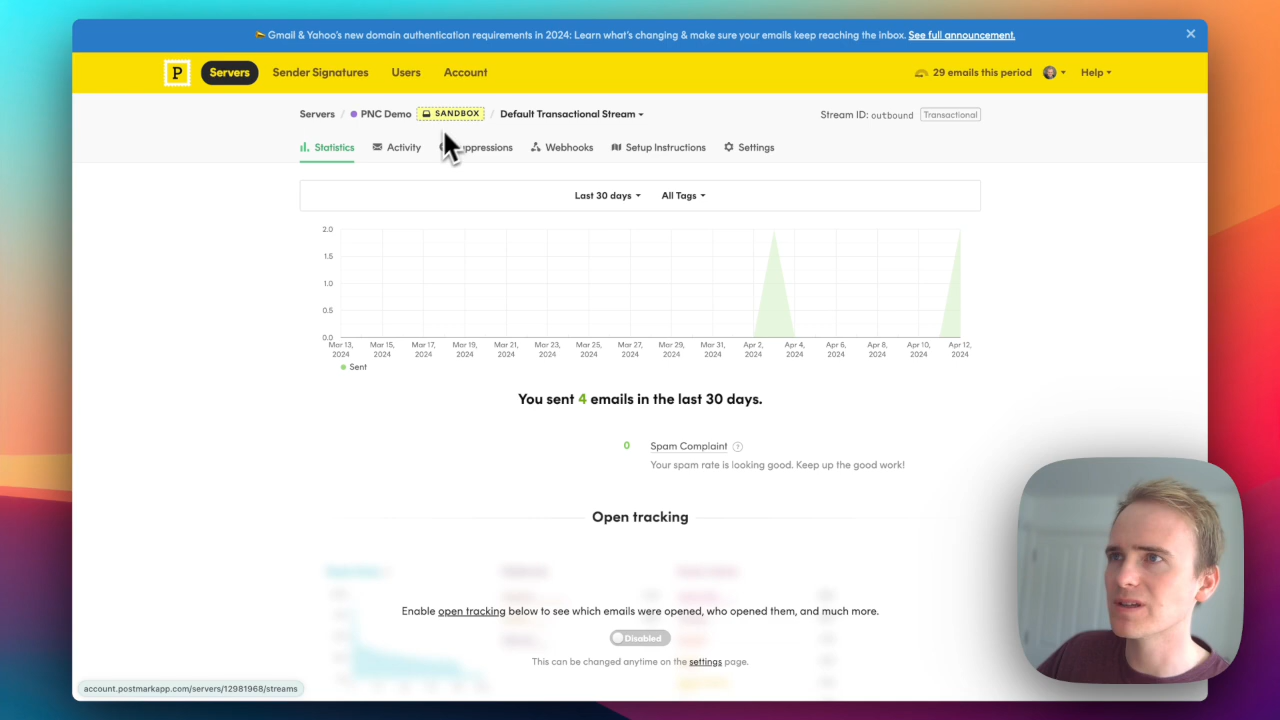 Gmail & Yahoo's new domain authentication requirements in 2024: Learn what's changing & make sure your emails keep reaching the inbox. See full announcement.
P Servers Sender Signatures Users Account 29 emails this period Help
Servers / PNC Demo SANDBOX / Default Transactional Stream Stream ID: outbound Transactional
Statistics Activity uppressions Webhooks Setup Instructions Settings
Last 30 days All Tags
2.0
1.5
1.0
0.5
0.0
Mar 13, 2024 Mar 15, 2024 Mar 17, 2024 Mar 19, 2024 Mar 21, 2024 Mar 23, 2024 Mar 25, 2024 Mar 27, 2024 Mar 29, 2024 Mar 31, 2024 Apr 2, 2024 Apr 4, 2024 Apr 6, 2024 Apr 8, 2024 Apr 10, 2024 Apr 12, 2024
Sent
You sent 4 emails in the last 30 days.
0 Spam Complaint ?
Your spam rate is looking good. Keep up the good work!
Open tracking
Enable open tracking below to see which emails were opened, who opened them, and much more.
Disabled
This can be changed anytime on the settings page.
account.postmarkapp.com/servers/12981968/streams